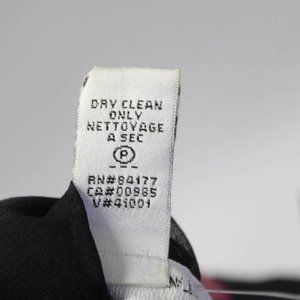 DRY CLEAN
ONLY
NETTOYAGE
A SEC
P
RN#84177
CA#00985
V#41001